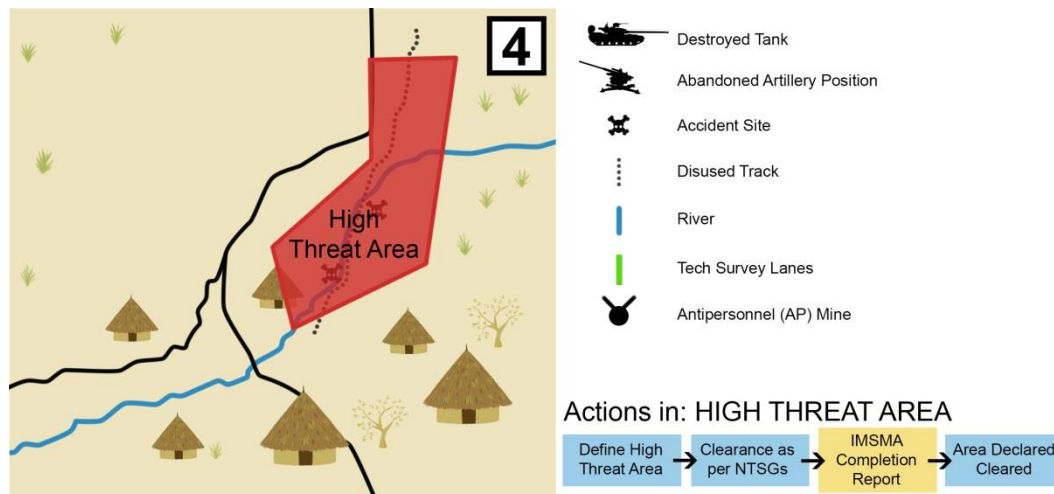 4
High
Threat Area
Destroyed Tank
Abandoned Artillery Position
Accident Site
Disused Track
River
Tech Survey Lanes
Antipersonnel (AP) Mine
Actions in: HIGH THREAT AREA
Define High
Threat Area
Clearance as
per NTSGs
IMSMA
Completion
Report
Area Declared
Cleared